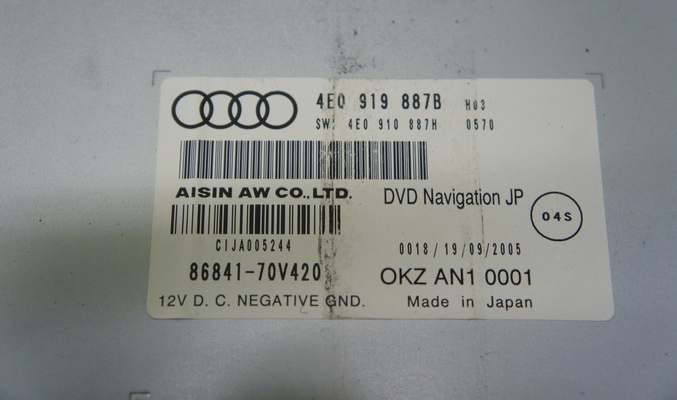 4E0 919 887B H03
SW: 4E0 910 887H 0570
AISIN AW CO.,LTD. DVD Navigation JP
04S
CIJA005244 0018/19/09/2005
86841-70V420 OKZ AN1 0001
12V D. C. NEGATIVE GND. Made in Japan